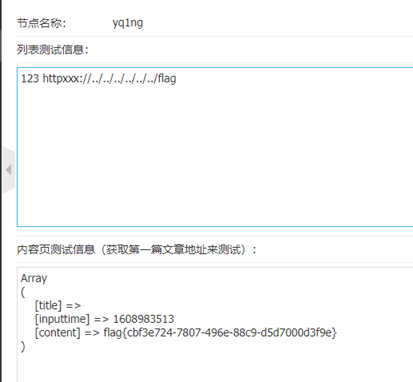 节点名称： yq1ng
列表测试信息：
123 httpxxx://../../../../../../flag
内容页测试信息（获取第一篇文章地址来测试）：
Array
(
[title] =>
[inputtime] => 1608983513
[content] => flag{cbf3e724-7807-496e-88c9-d5d7000d3f9e}
)